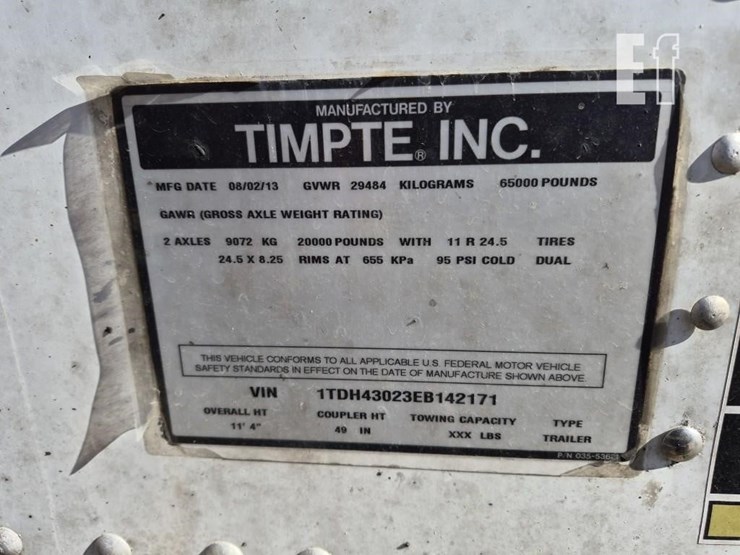 Ef
MANUFACTURED BY
TIMPTE® INC.
MFG DATE 08/02/13 GVWR 29484 KILOGRAMS 65000 POUNDS
GAWR (GROSS AXLE WEIGHT RATING)
2 AXLES 9072 KG 20000 POUNDS WITH 11 R 24.5 TIRES
24.5 X 8.25 RIMS AT 655 KPa 95 PSI COLD DUAL
THIS VEHICLE CONFORMS TO ALL APPLICABLE U.S. FEDERAL MOTOR VEHICLE
SAFETY STANDARDS IN EFFECT ON THE DATE OF MANUFACTURE SHOWN ABOVE
VIN 1TDH43023EB142171
OVERALL HT COUPLER HT TOWING CAPACITY TYPE
11' 4" 49 IN XXX LBS TRAILER
P/N